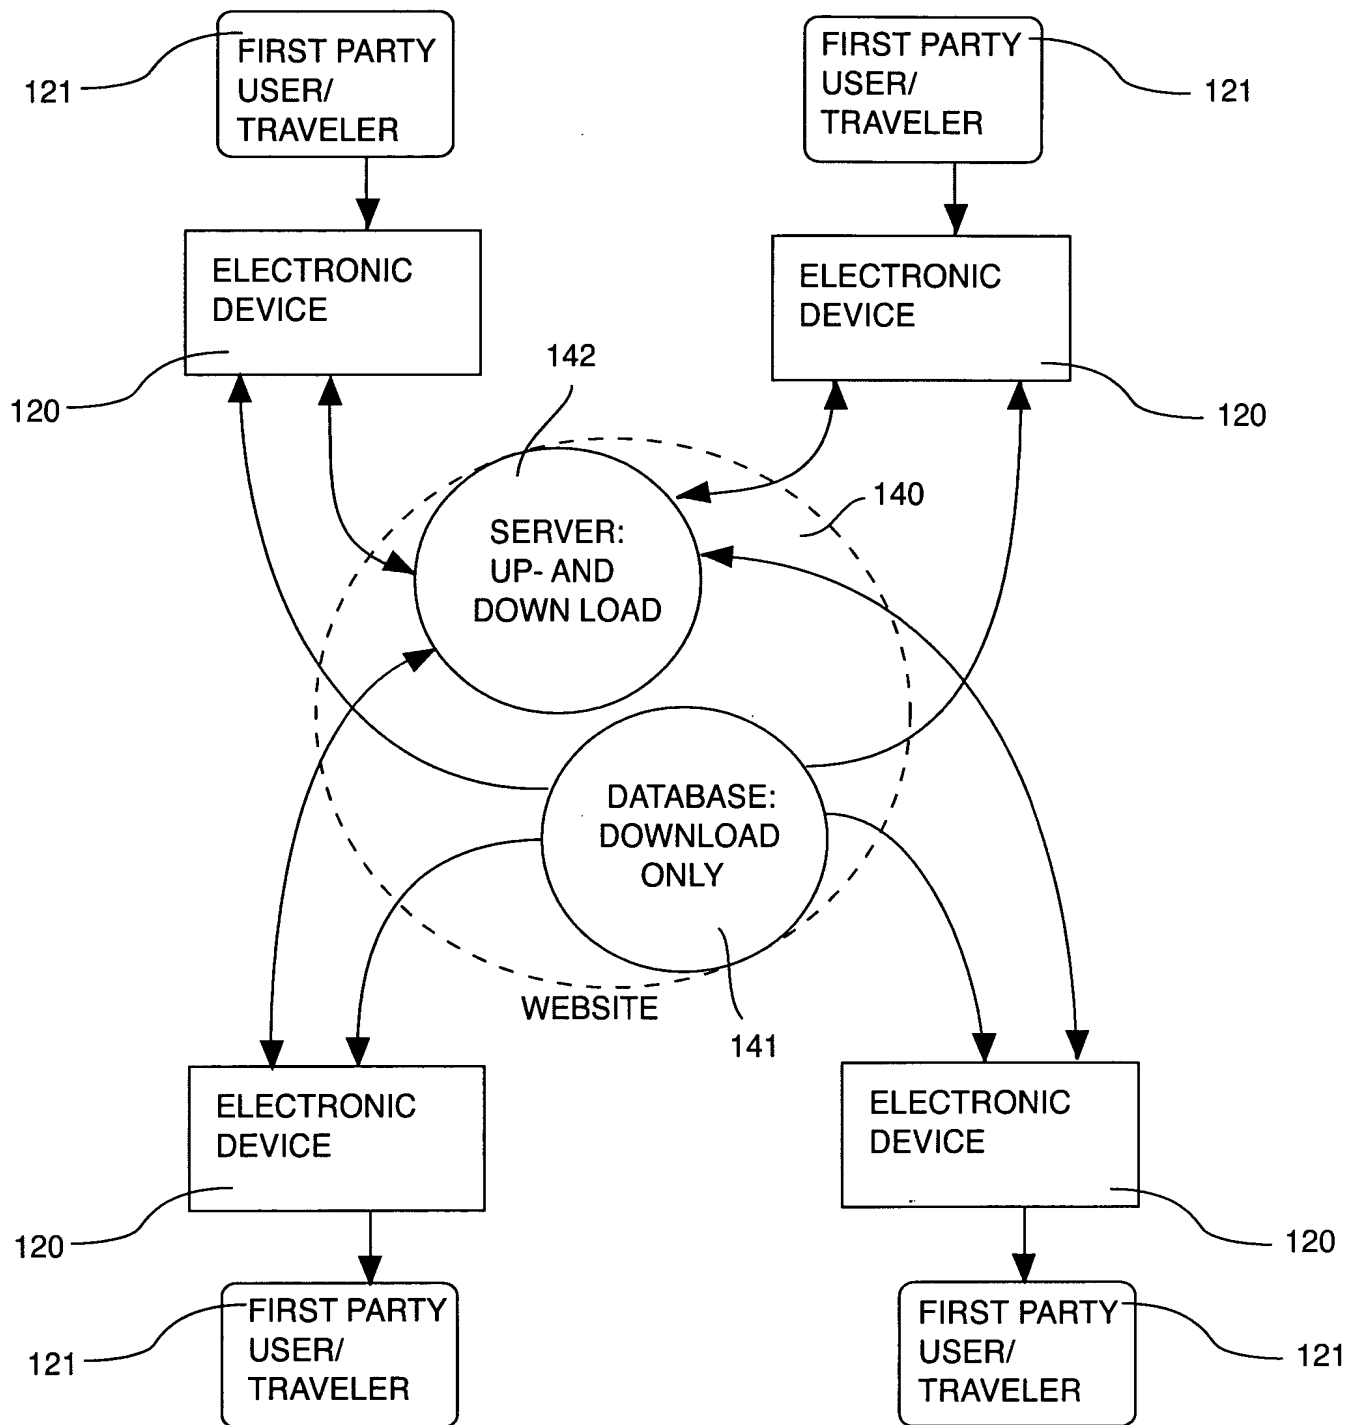 FIRST PARTY
USER/
TRAVELER
121
FIRST PARTY
USER/
TRAVELER
121
ELECTRONIC
DEVICE
120
ELECTRONIC
DEVICE
120
142
140
SERVER:
UP- AND
DOWN LOAD
DATABASE:
DOWNLOAD
ONLY
WEBSITE
141
ELECTRONIC
DEVICE
120
ELECTRONIC
DEVICE
120
FIRST PARTY
USER/
TRAVELER
121
FIRST PARTY
USER/
TRAVELER
121